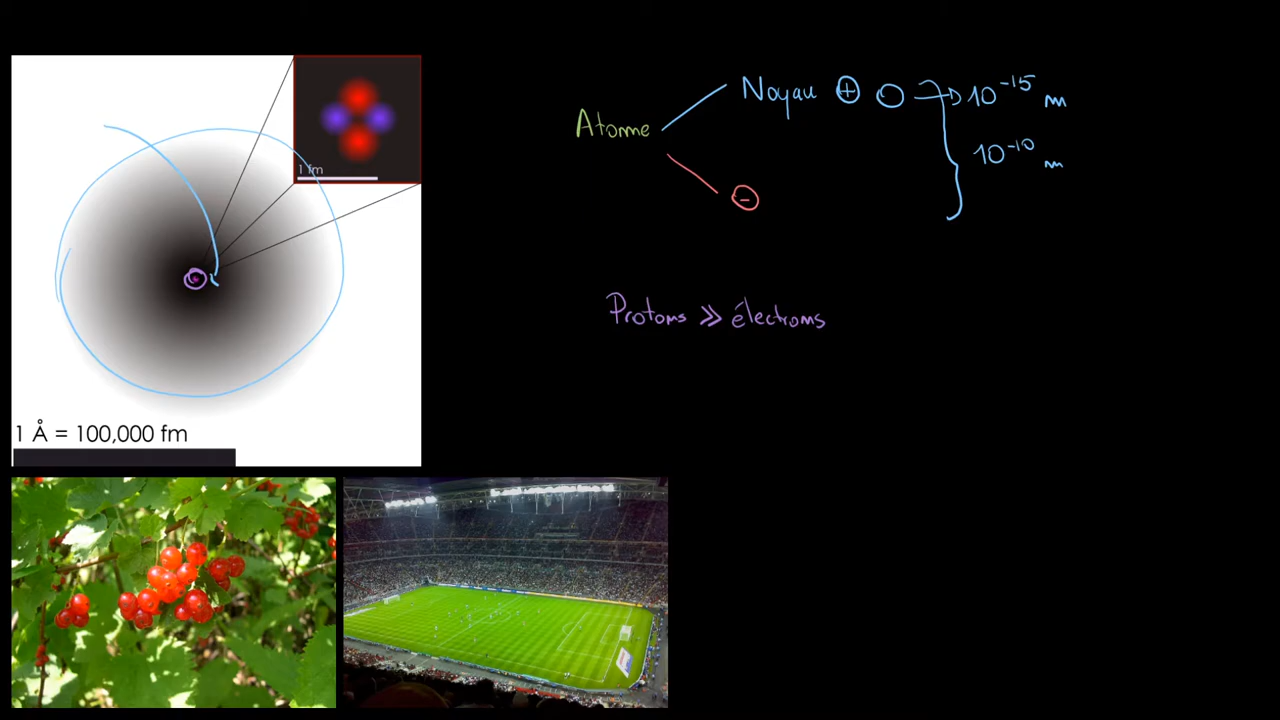 1 fm
1 Å = 100,000 fm
Atome
Noyau ⊕ ○ → 10⁻¹⁵ m
10⁻¹⁰ m
⊖
Protons >> électrons